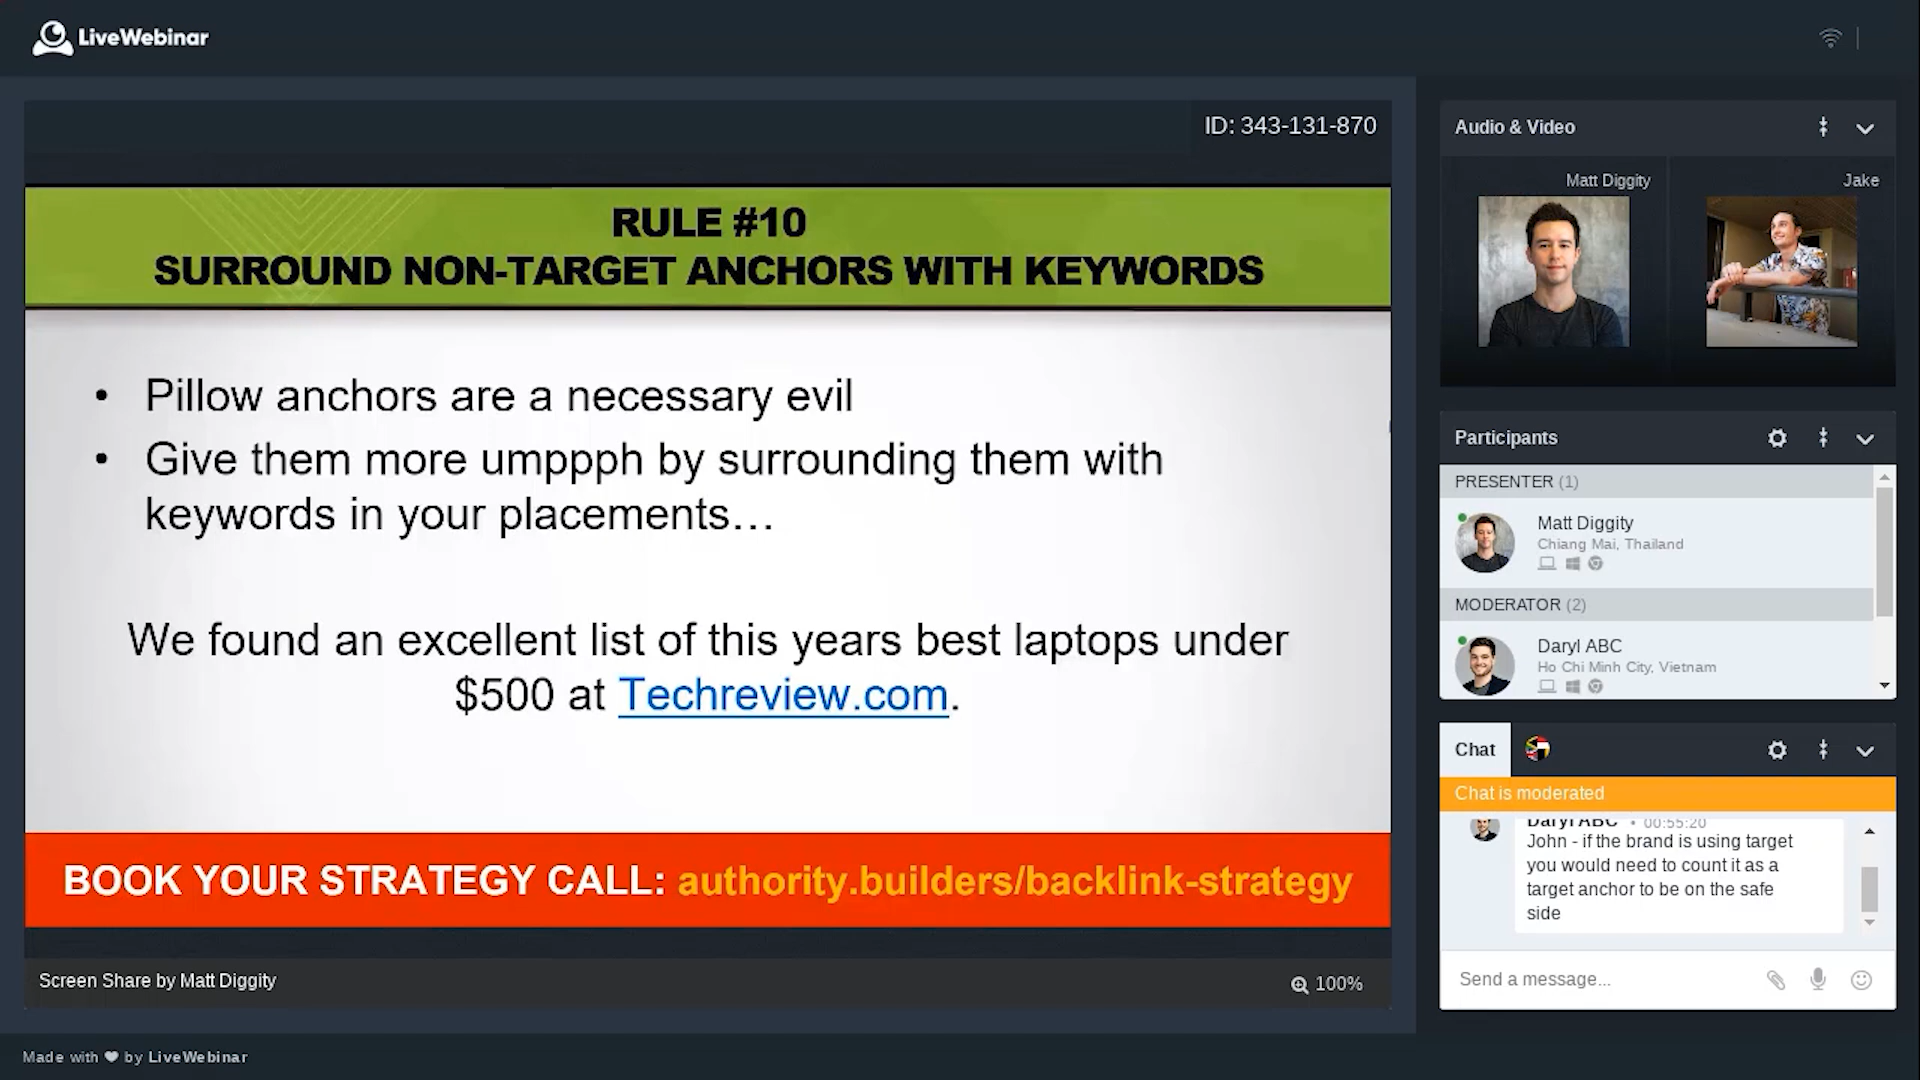 LiveWebinar
ID: 343-131-870
RULE #10
SURROUND NON-TARGET ANCHORS WITH KEYWORDS
• Pillow anchors are a necessary evil
• Give them more umppph by surrounding them with
keywords in your placements…
We found an excellent list of this years best laptops under
$500 at Techreview.com.
BOOK YOUR STRATEGY CALL: authority.builders/backlink-strategy
Screen Share by Matt Diggity
100%
Made with ❤ by LiveWebinar
Audio & Video
Matt Diggity
Jake
Participants
PRESENTER (1)
Matt Diggity
Chiang Mai, Thailand
MODERATOR (2)
Daryl ABC
Ho Chi Minh City, Vietnam
Chat
Chat is moderated
Daryl ABC • 00:55:20
John - if the brand is using target
you would need to count it as a
target anchor to be on the safe
side
Send a message...